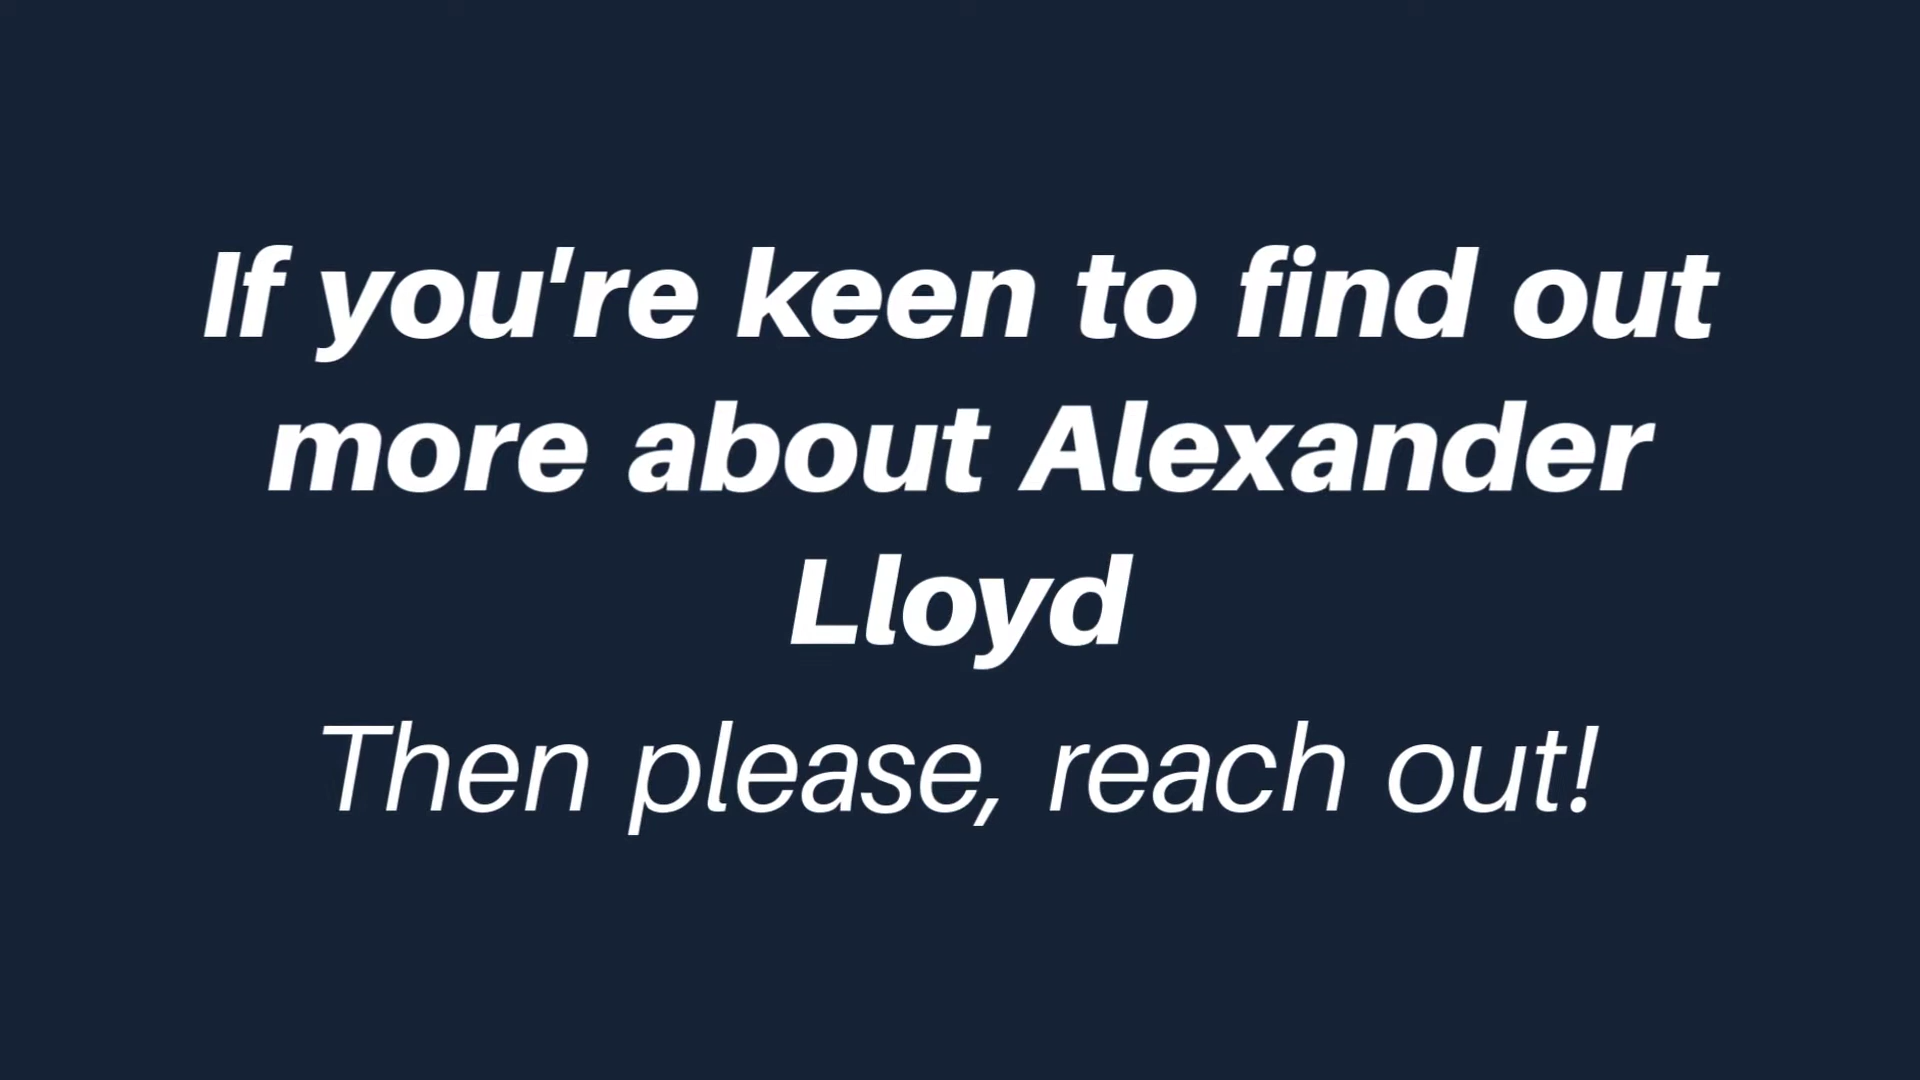 If you're keen to find out
more about Alexander
Lloyd
Then please, reach out!